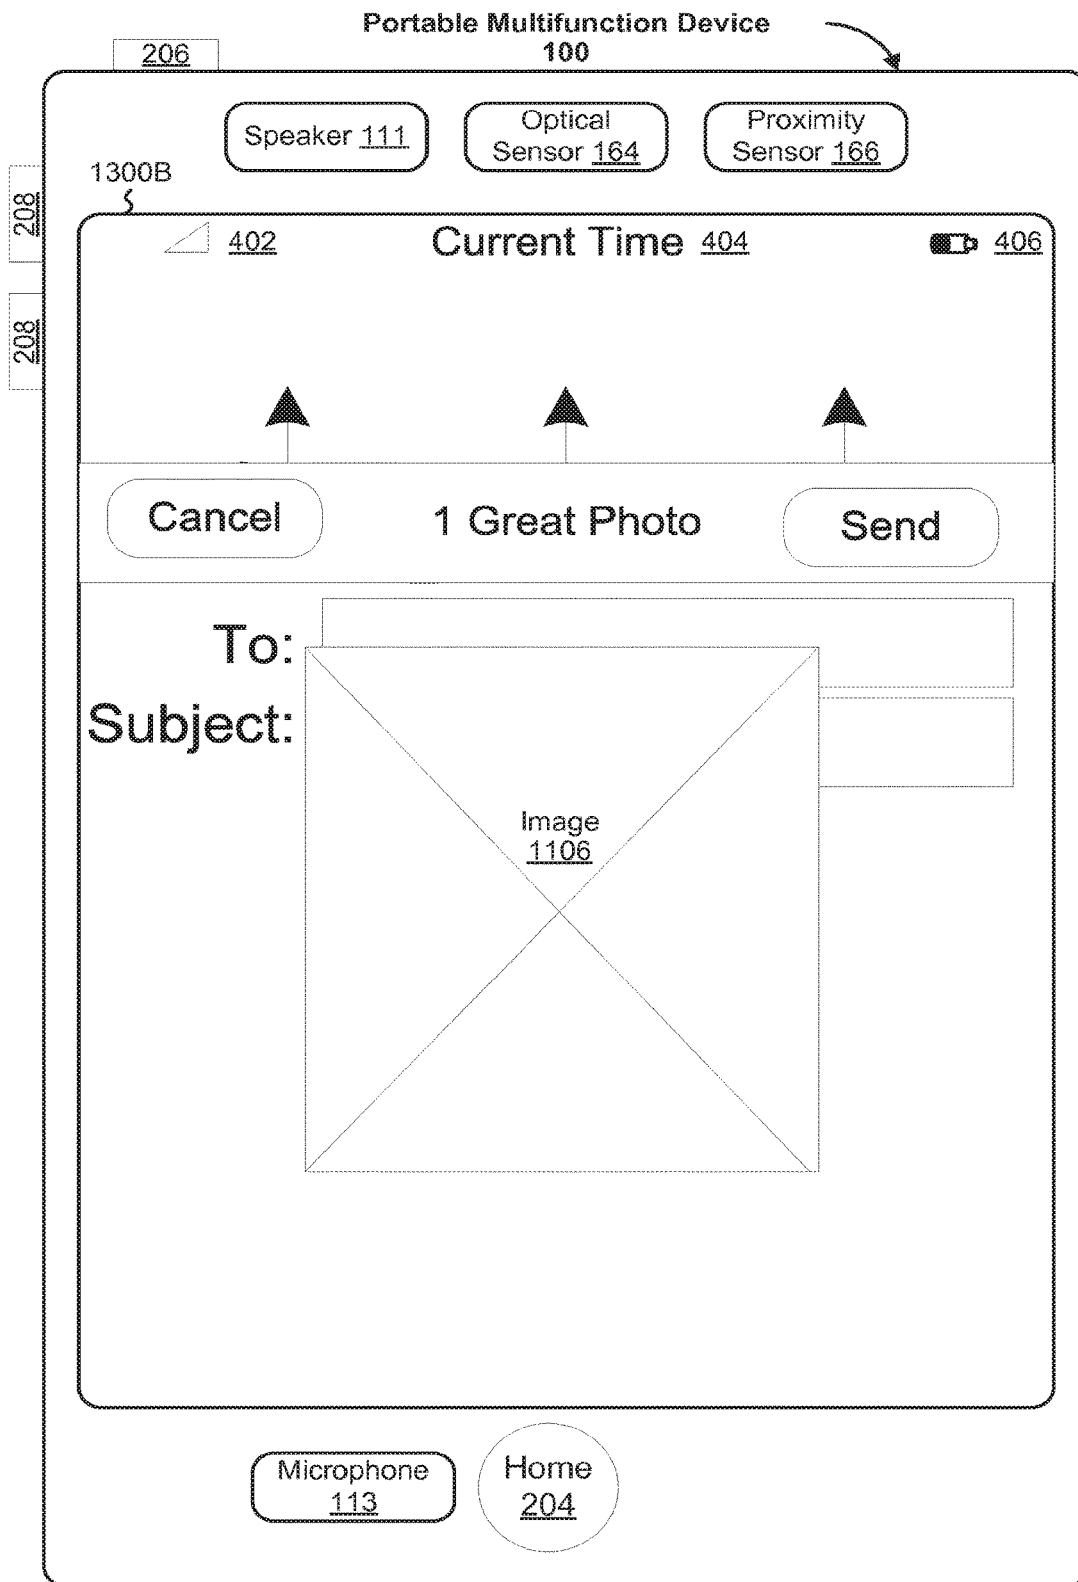 Portable Multifunction Device
100
206
Speaker 111
Optical
Sensor 164
Proximity
Sensor 166
1300B
208
208
402
Current Time 404
406
Cancel
1 Great Photo
Send
To:
Subject:
Image
1106
Microphone
113
Home
204